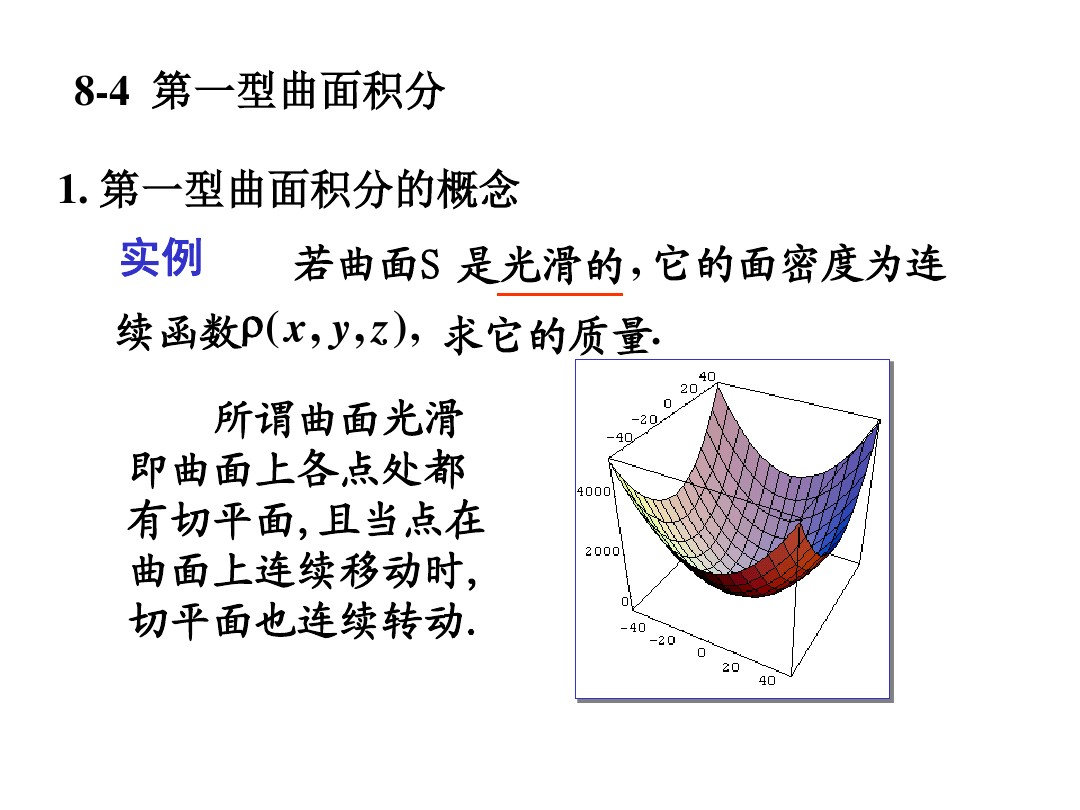 8-4 第一型曲面积分
1. 第一型曲面积分的概念
实例 若曲面S 是光滑的, 它的面密度为连
续函数ρ(x, y, z), 求它的质量.
所谓曲面光滑
即曲面上各点处都
有切平面, 且当点在
曲面上连续移动时,
切平面也连续转动.
40
20
0
-20
-40
4000
2000
0
-40
-20
0
20
40